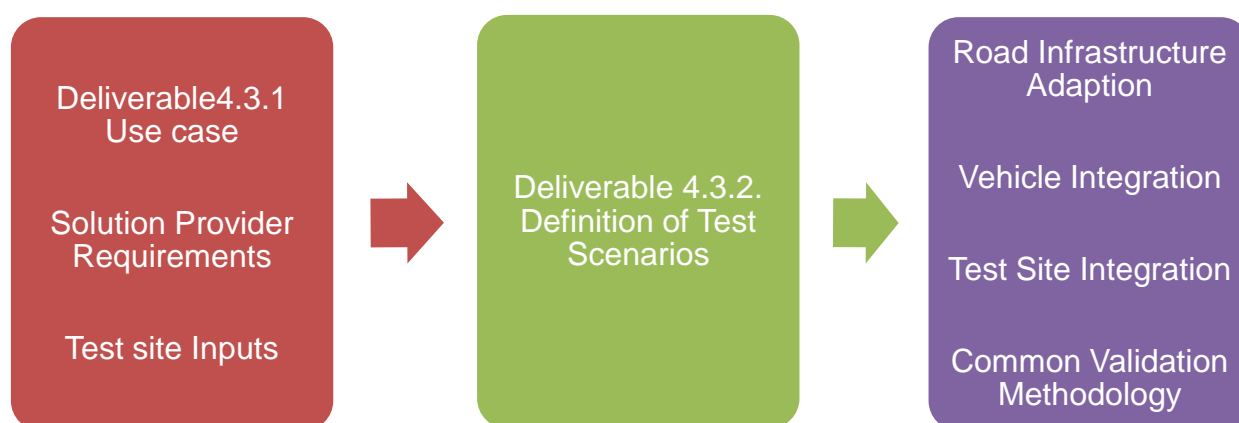 Deliverable4.3.1
Use case
Solution Provider
Requirements
Test site Inputs
Deliverable 4.3.2.
Definition of Test
Scenarios
Road Infrastructure
Adaption
Vehicle Integration
Test Site Integration
Common Validation
Methodology